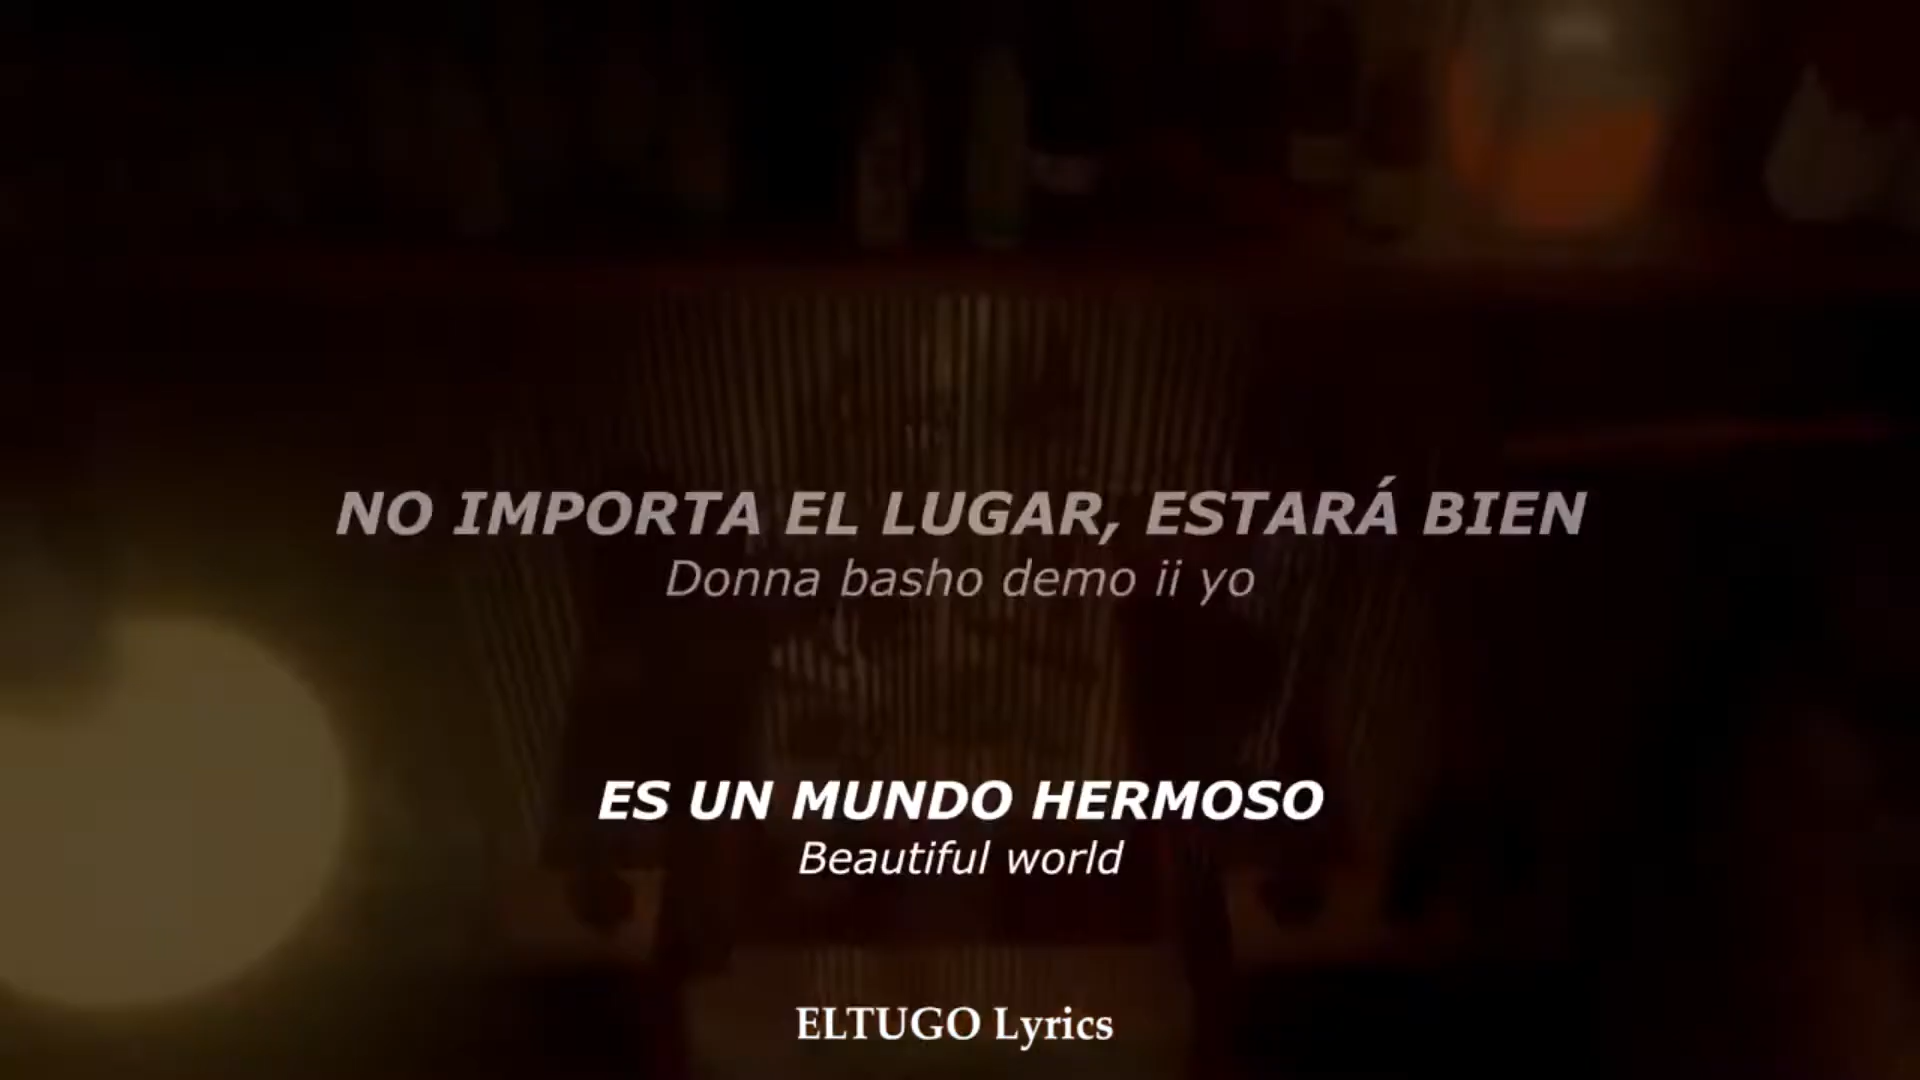 NO IMPORTA EL LUGAR, ESTARÁ BIEN
Donna basho demo ii yo
ES UN MUNDO HERMOSO
Beautiful world
ELTUGO Lyrics